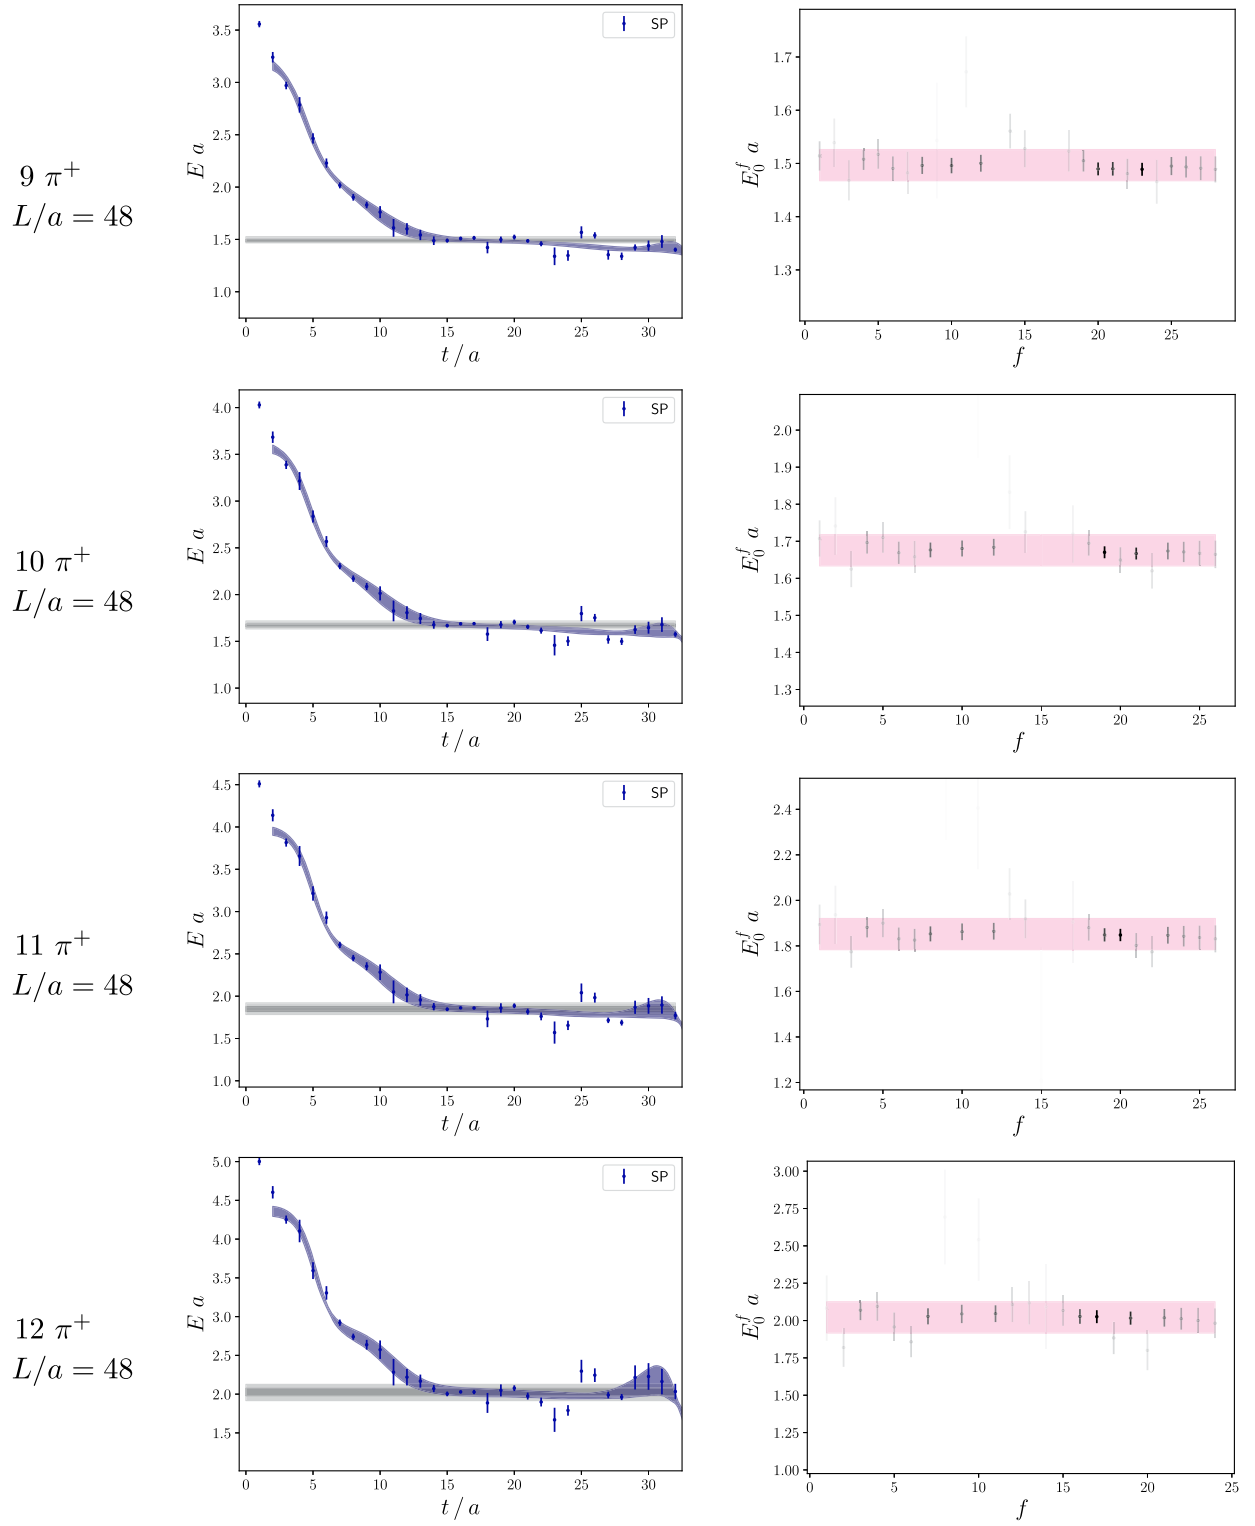 9 π⁺
L/a = 48
3.5
3.0
2.5
2.0
1.5
1.0
E a
SP
0 5 10 15 20 25 30
t / a
1.7
1.6
1.5
1.4
1.3
E₀ᶠ a
0 5 10 15 20 25
f
10 π⁺
L/a = 48
4.0
3.5
3.0
2.5
2.0
1.5
1.0
E a
SP
0 5 10 15 20 25 30
t / a
2.0
1.9
1.8
1.7
1.6
1.5
1.4
1.3
E₀ᶠ a
0 5 10 15 20 25
f
11 π⁺
L/a = 48
4.5
4.0
3.5
3.0
2.5
2.0
1.5
1.0
E a
SP
0 5 10 15 20 25 30
t / a
2.4
2.2
2.0
1.8
1.6
1.4
1.2
E₀ᶠ a
0 5 10 15 20 25
f
12 π⁺
L/a = 48
5.0
4.5
4.0
3.5
3.0
2.5
2.0
1.5
E a
SP
0 5 10 15 20 25 30
t / a
3.00
2.75
2.50
2.25
2.00
1.75
1.50
1.25
1.00
E₀ᶠ a
0 5 10 15 20 25
f